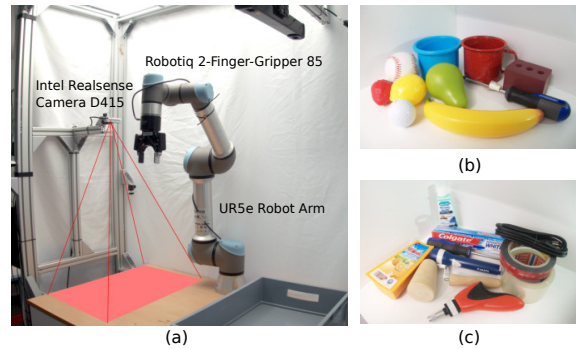 Robotiq 2-Finger-Gripper 85
Intel Realsense
Camera D415
UR5e Robot Arm
(a)
(b)
Colgate
(c)